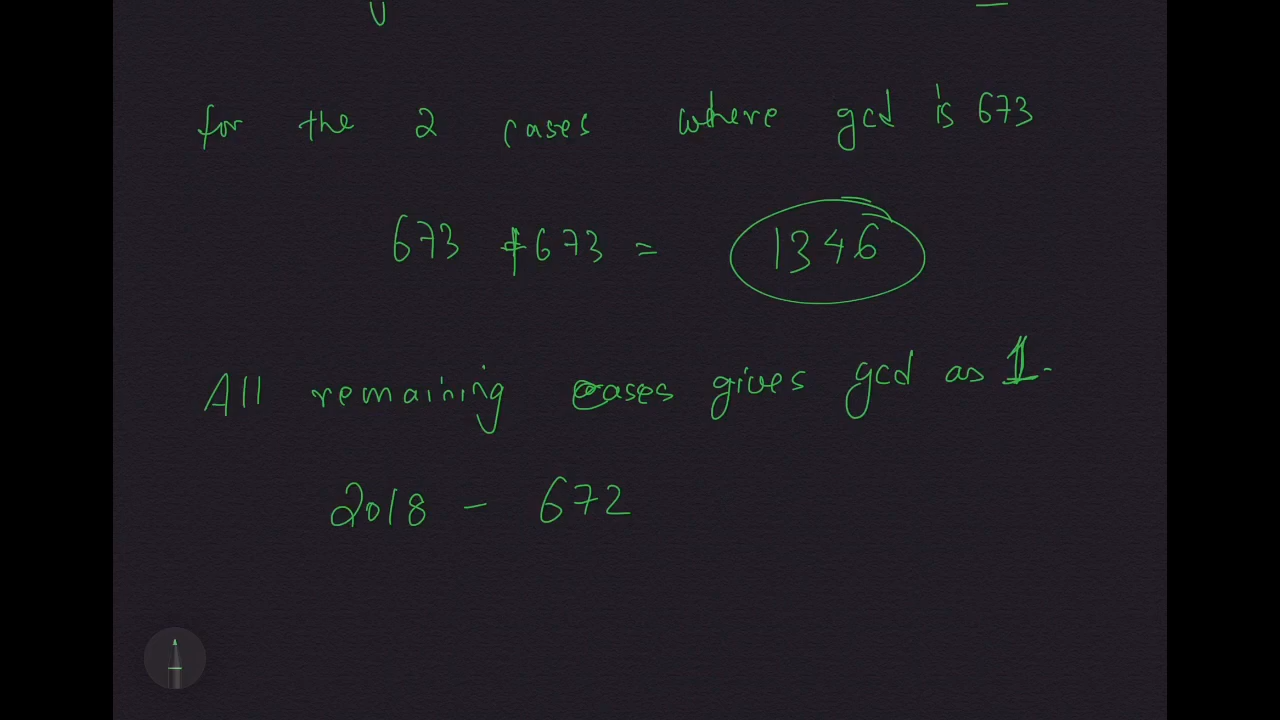 for the 2 cases where gcd is 673
673 + 673 = 1346
All remaining cases gives gcd as 1.
2018 - 672